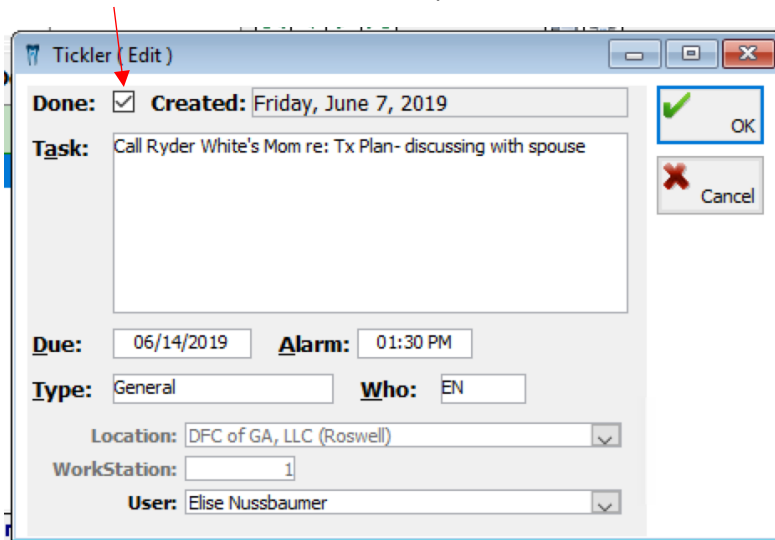 Tickler ( Edit )
Done: Created: Friday, June 7, 2019
OK
Task: Call Ryder White's Mom re: Tx Plan- discussing with spouse
Cancel
Due: 06/14/2019 Alarm: 01:30 PM
Type: General Who: EN
Location: DFC of GA, LLC (Roswell)
WorkStation: 1
User: Elise Nussbaumer